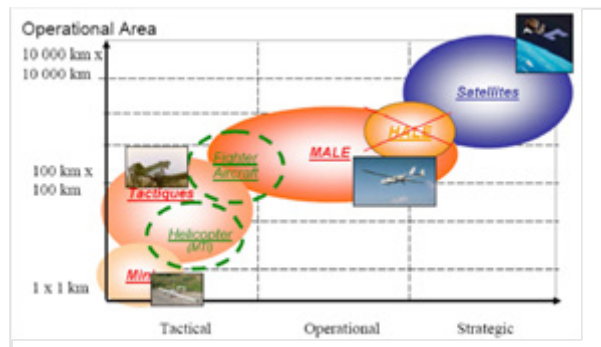 Operational Area
10 000 km x
10 000 km
Satellites
HALE
MALE
Fighter
Aircraft
100 km x
100 km
Tactiques
Helicopter
(MTI)
Mini
1 x 1 km
Tactical Operational Strategic